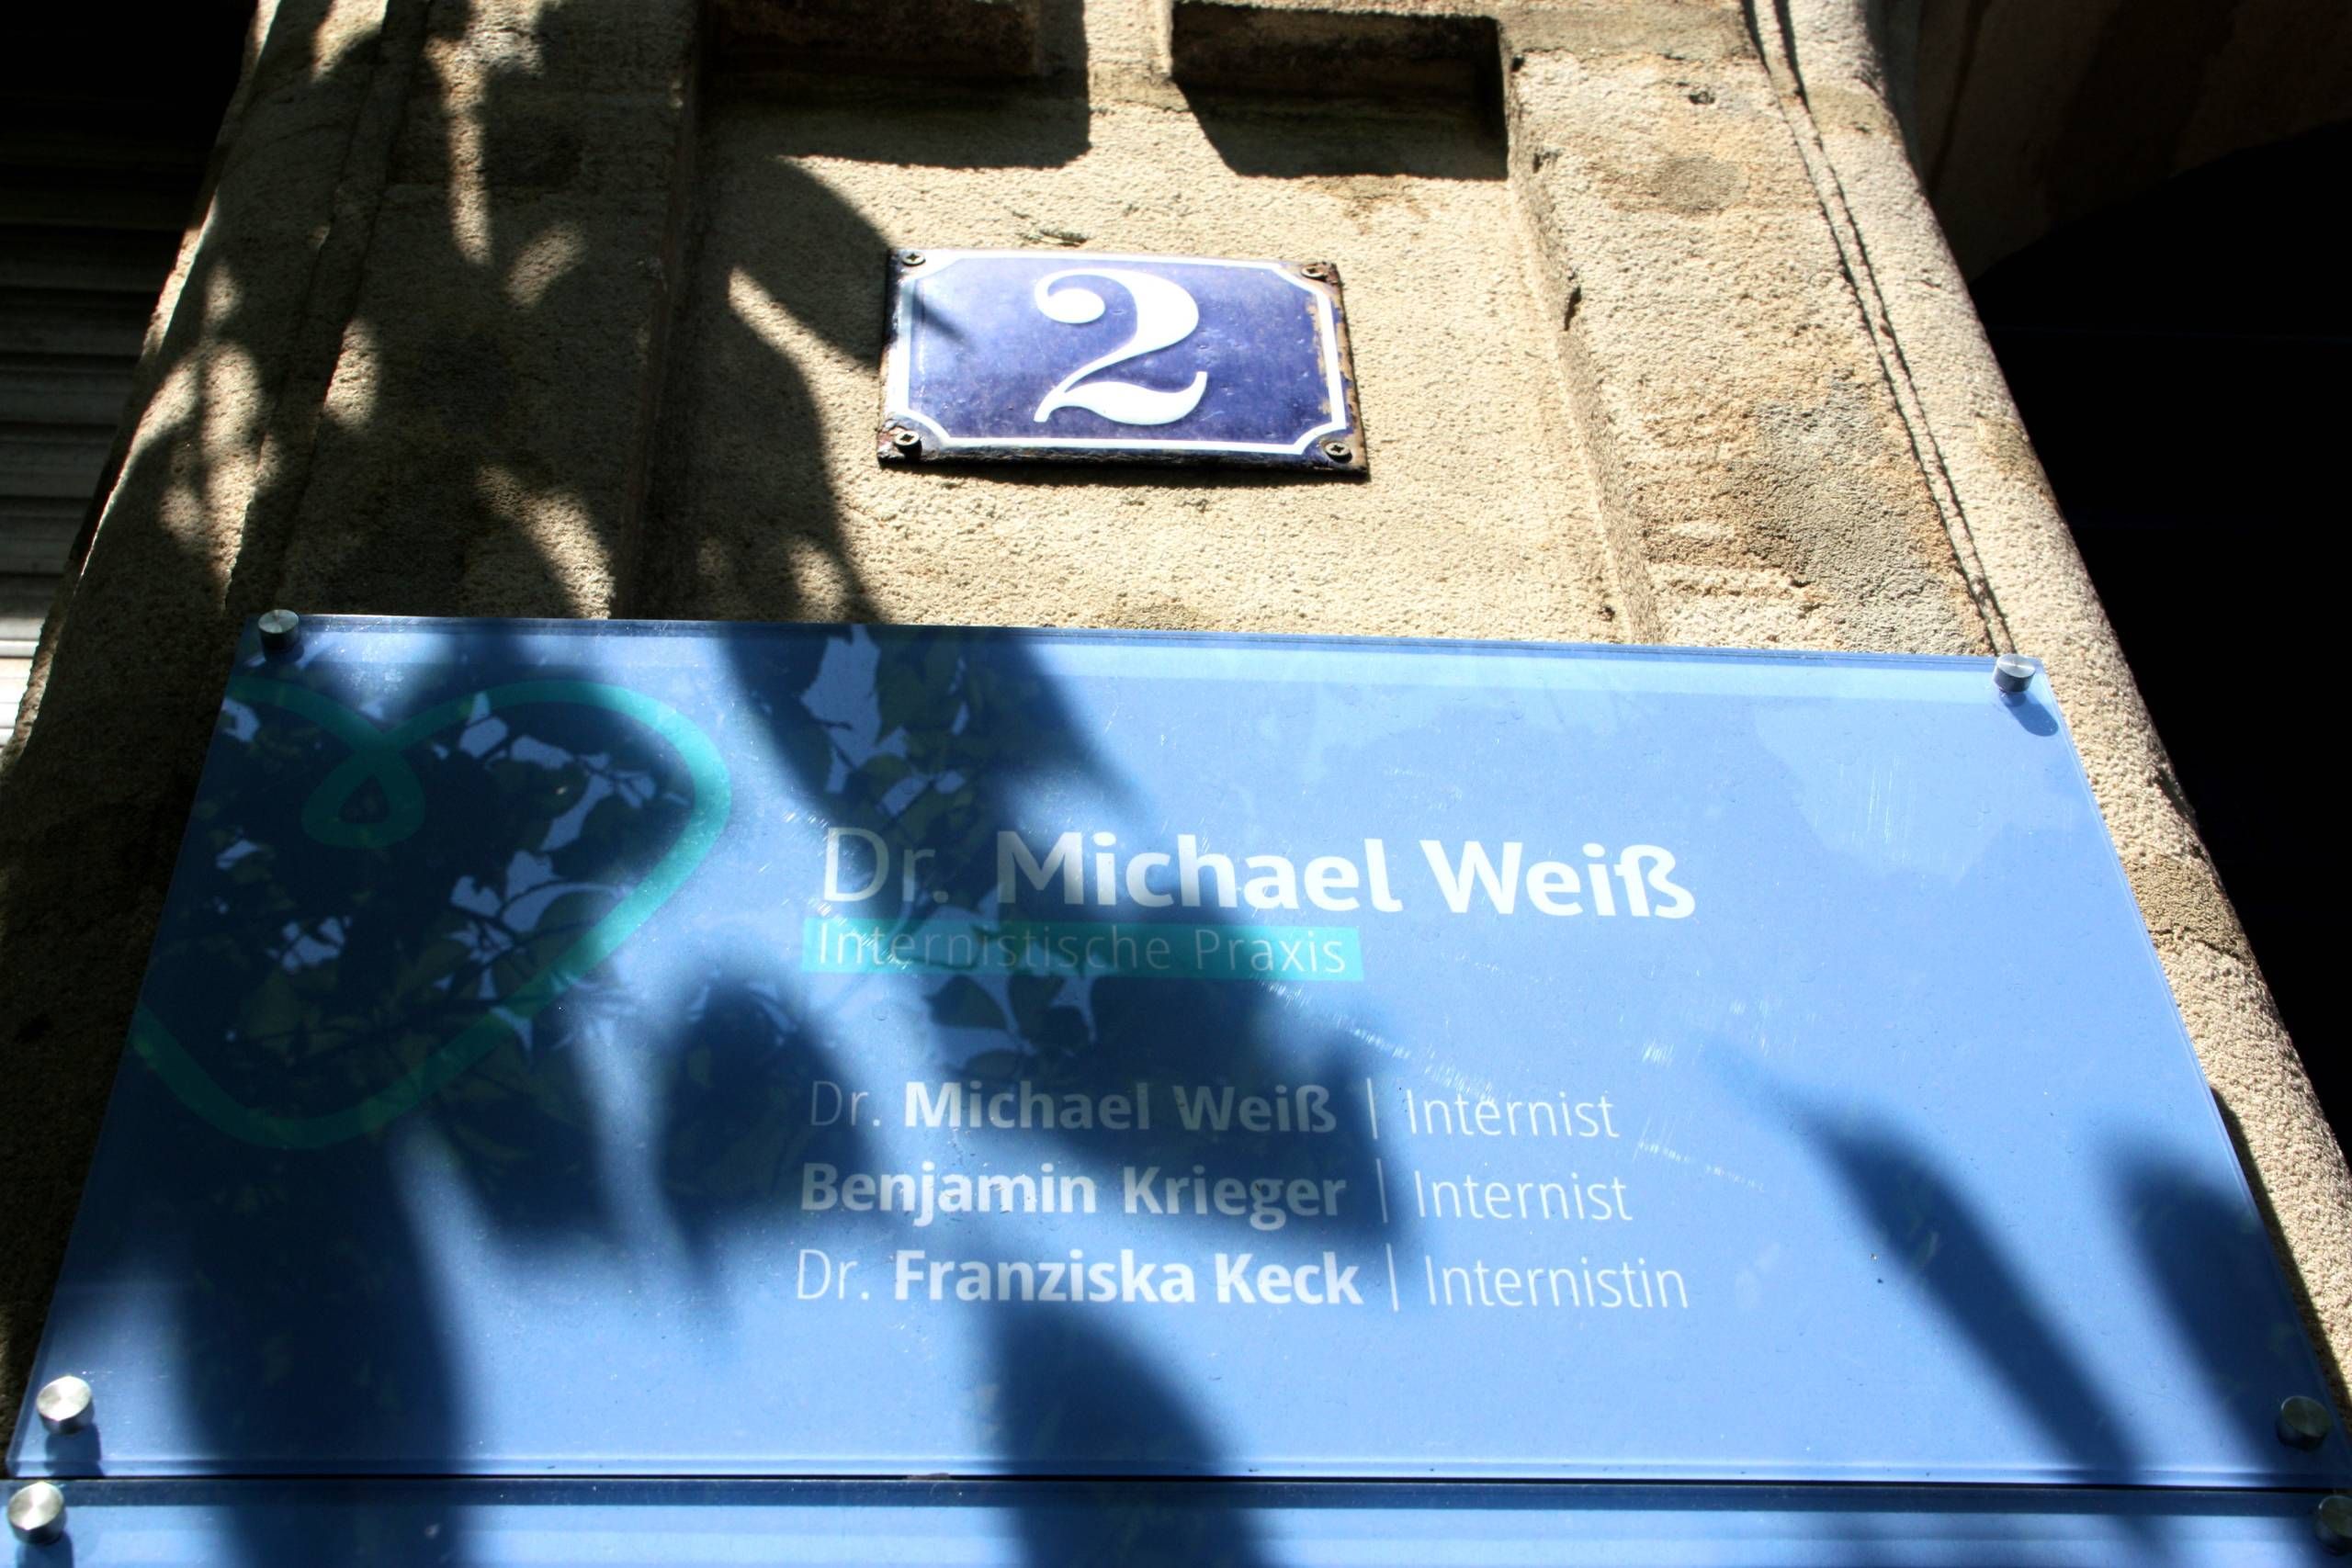 2
Dr. Michael Weiß
Internistische Praxis
Dr. Michael Weiß | Internist
Benjamin Krieger | Internist
Dr. Franziska Keck | Internistin